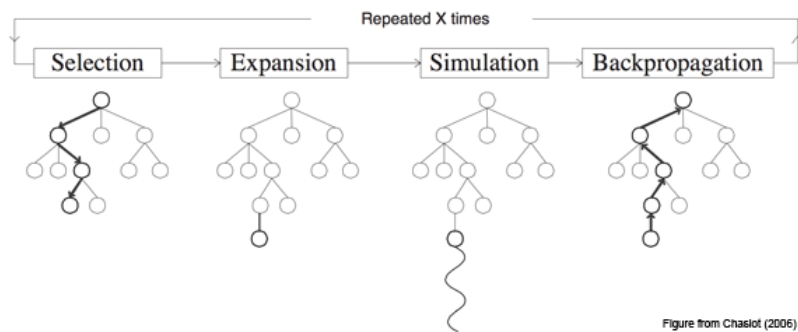 Repeated X times
Selection
Expansion
Simulation
Backpropagation
Figure from Chaslot (2006)